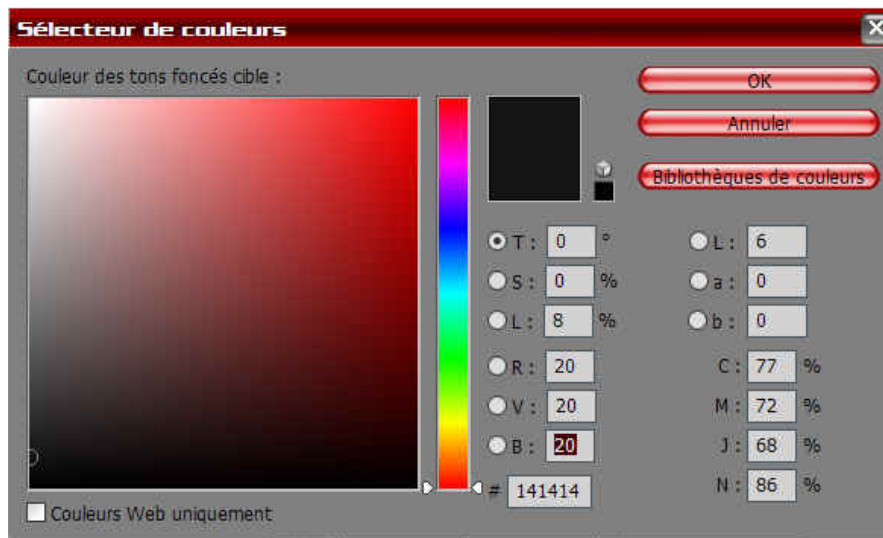 Sélecteur de couleurs
Couleur des tons foncés cible :
OK
Annuler
Bibliothèques de couleurs
T : 0 °
L : 6
S : 0 %
a : 0
L : 8 %
b : 0
R : 20
C : 77 %
V : 20
M : 72 %
B : 20
J : 68 %
# 141414
N : 86 %
Couleurs Web uniquement